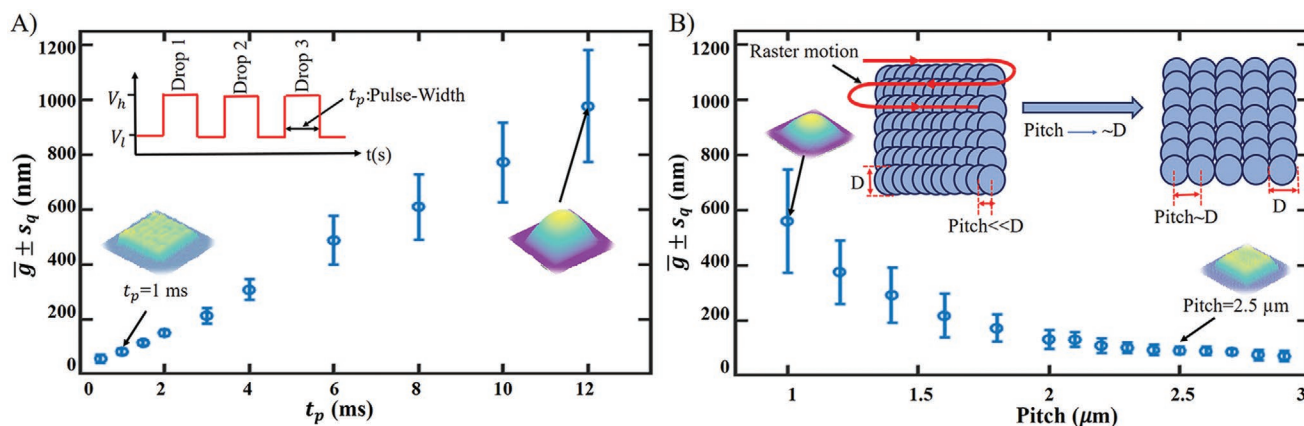 A)
1200
1000
800
600
400
200
0
g̅ ± s_q (nm)
0 2 4 6 8 10 12
t_p (ms)
Drop 1
Drop 2
Drop 3
V_h
V_l
t_p:Pulse-Width
t(s)
t_p=1 ms
B)
1200
1000
800
600
400
200
0
g̅ ± s_q (nm)
1 1.5 2 2.5 3
Pitch (μm)
Raster motion
D
Pitch<<D
Pitch → ~D
Pitch~D
D
Pitch=2.5 μm